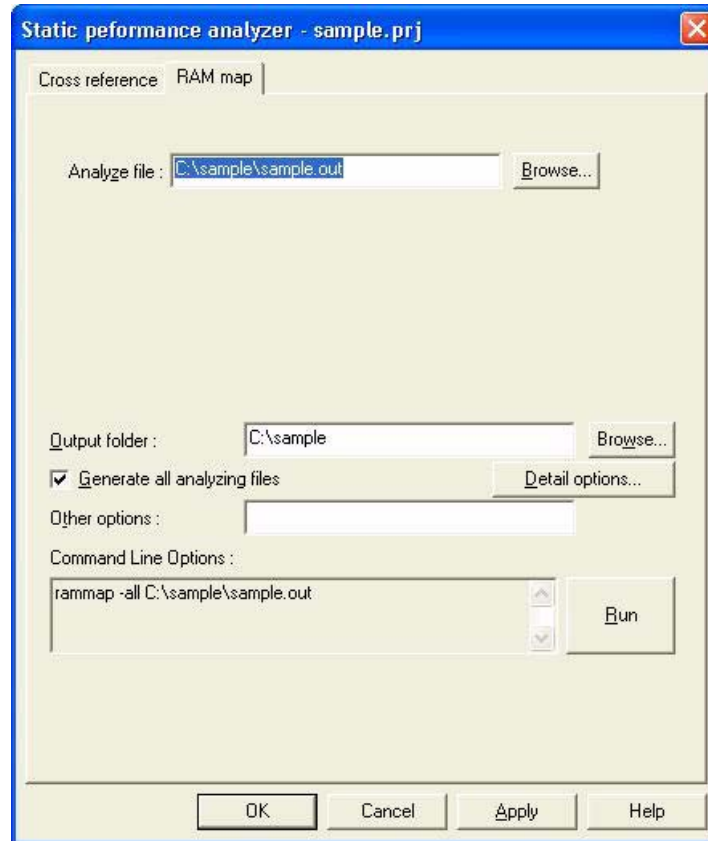 Static peformance analyzer - sample.prj
Cross reference RAM map
Analyze file : C:\sample\sample.out Browse...
Output folder : C:\sample Browse...
Generate all analyzing files Detail options...
Other options :
Command Line Options :
rammap -all C:\sample\sample.out
Run
OK Cancel Apply Help